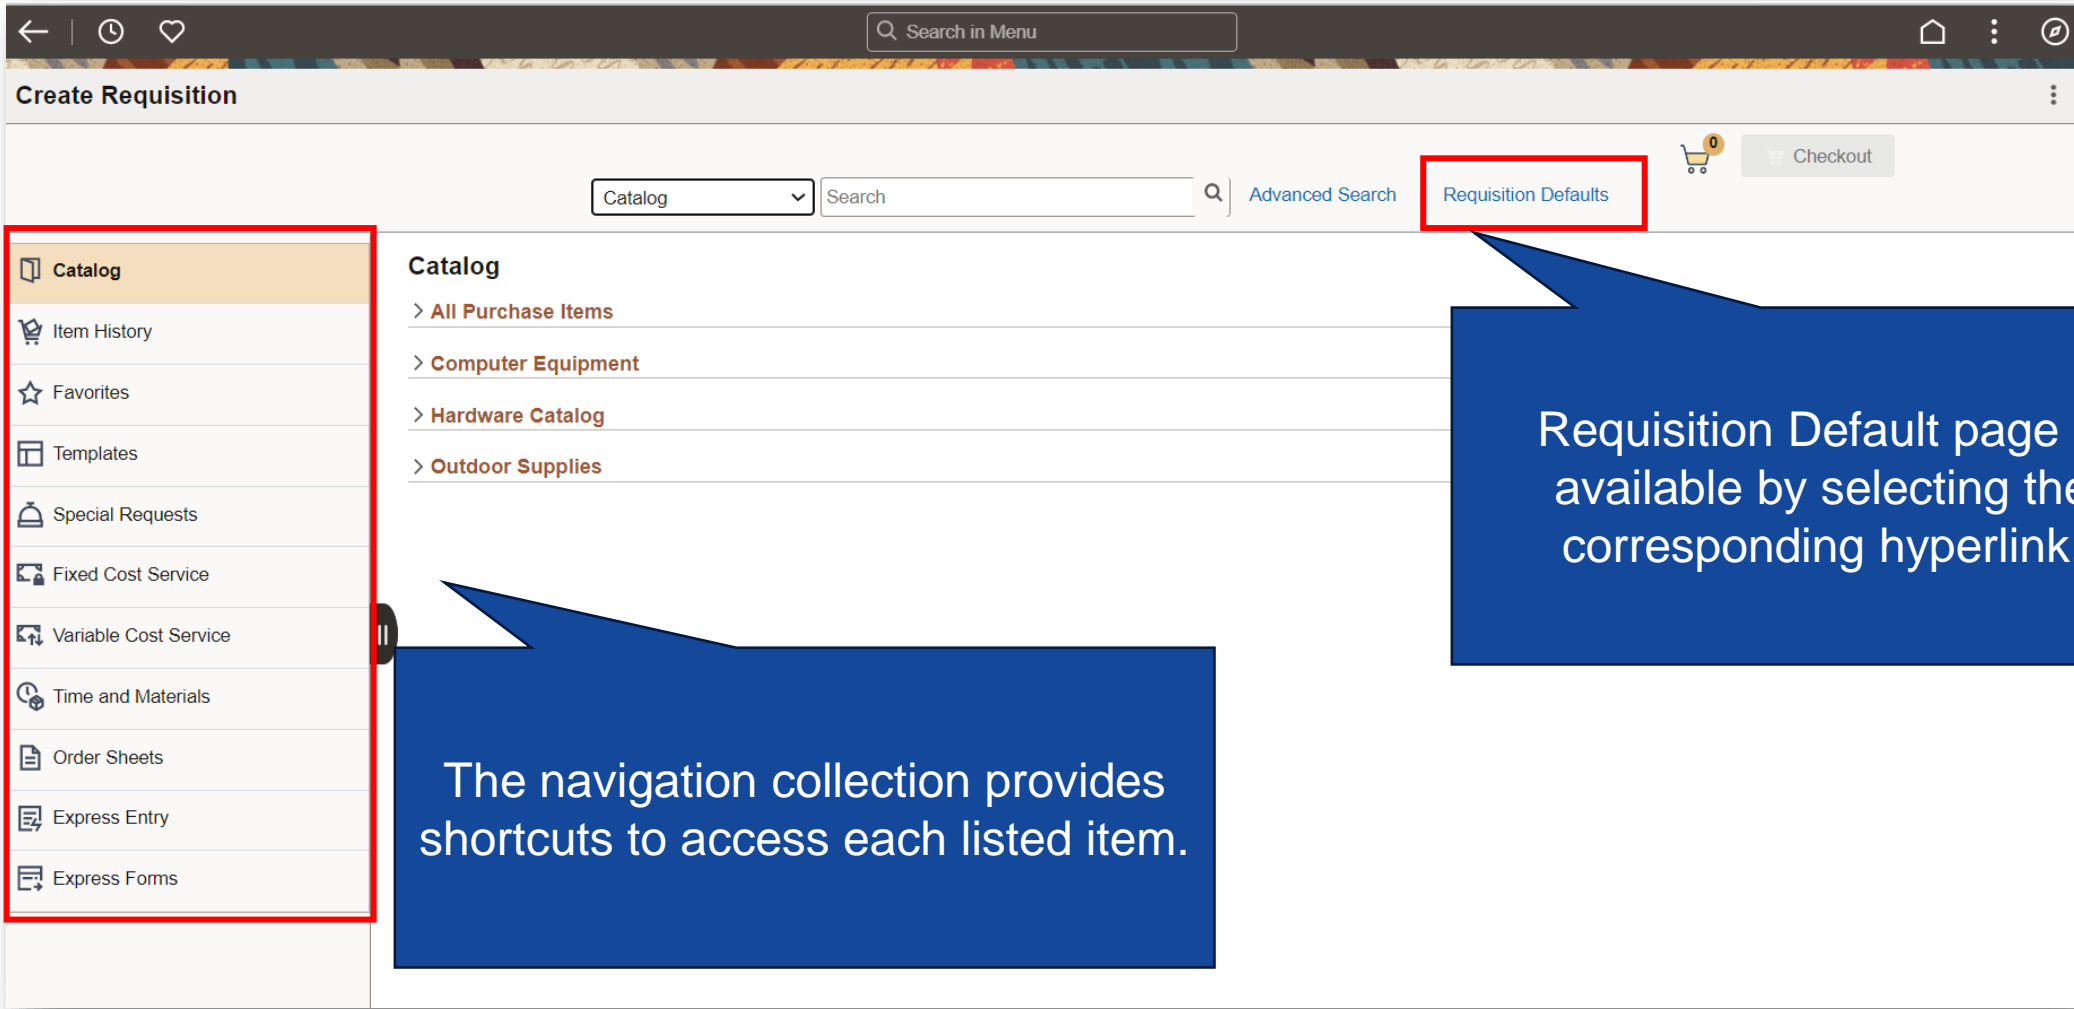 Search in Menu
Create Requisition
0
Checkout
Catalog
Search
Advanced Search
Requisition Defaults
Catalog
Item History
Favorites
Templates
Special Requests
Fixed Cost Service
Variable Cost Service
Time and Materials
Order Sheets
Express Entry
Express Forms
Catalog
All Purchase Items
Computer Equipment
Hardware Catalog
Outdoor Supplies
Requisition Default page
available by selecting the
corresponding hyperlink
The navigation collection provides
shortcuts to access each listed item.